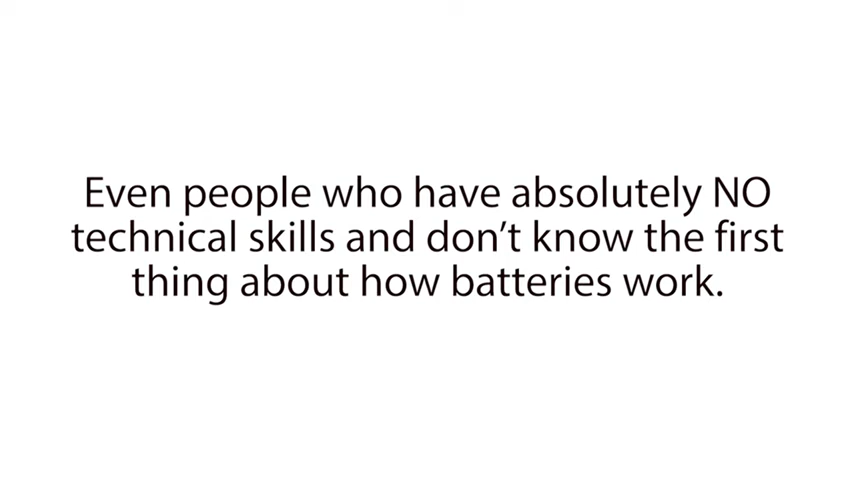 Even people who have absolutely NO
technical skills and don’t know the first
thing about how batteries work.